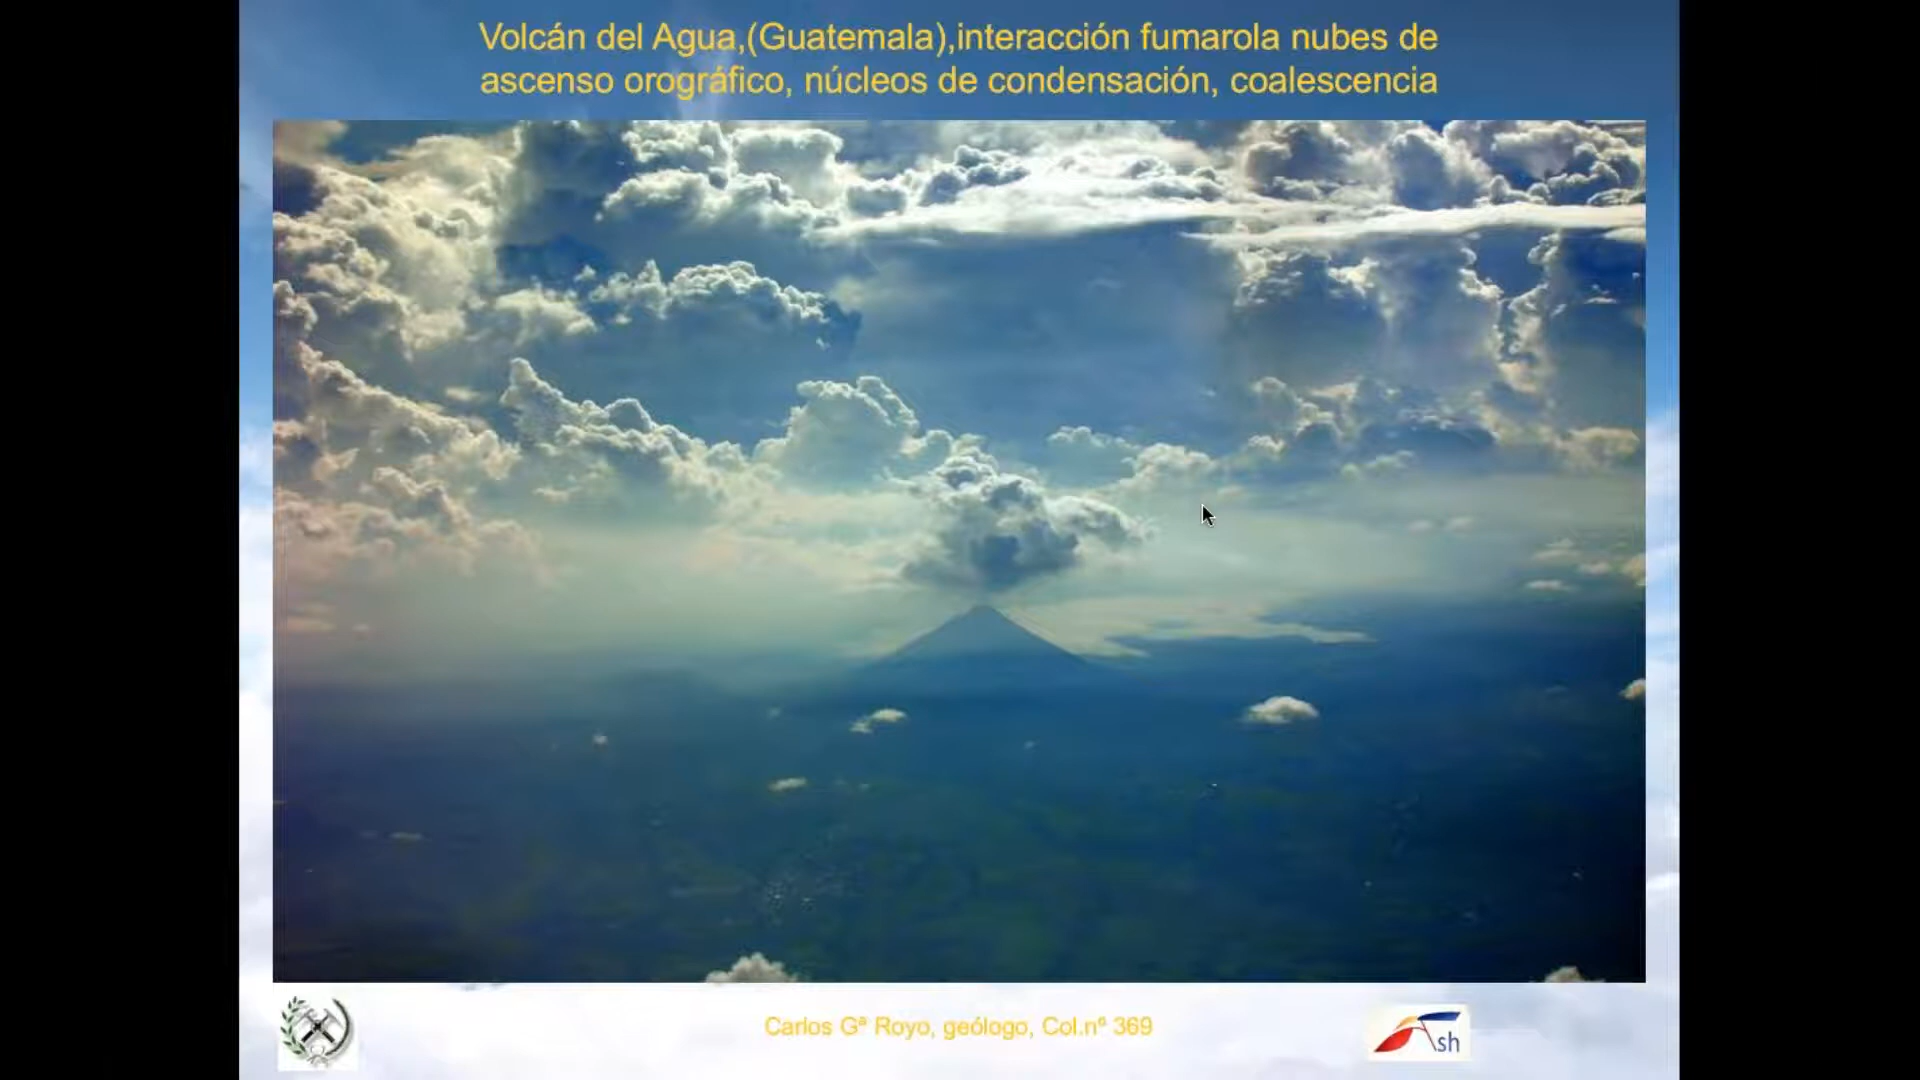 Volcán del Agua,(Guatemala),interacción fumarola nubes de
ascenso orográfico, núcleos de condensación, coalescencia
Carlos Gª Royo, geólogo, Col.nº 369
Ash